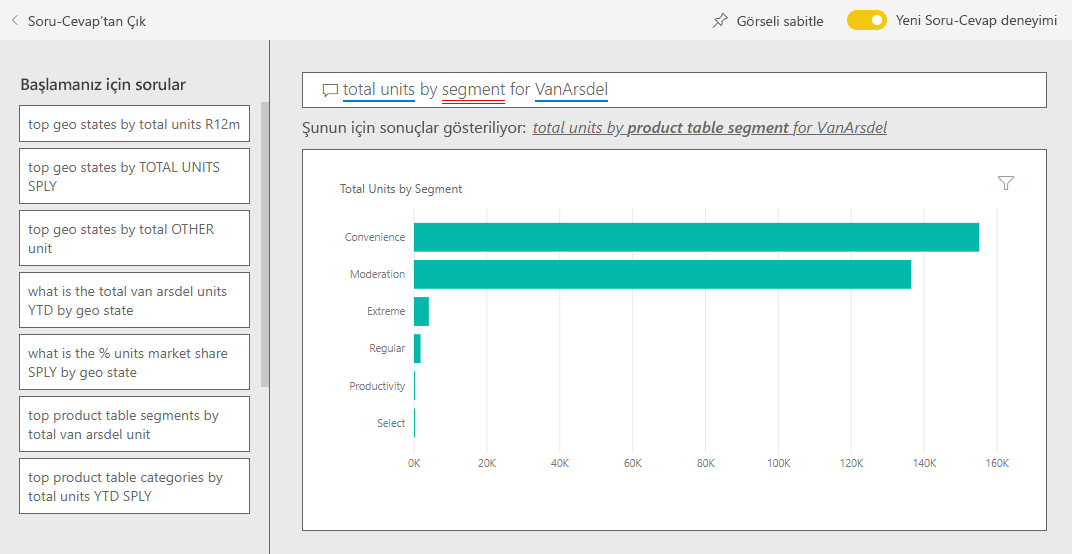 Soru-Cevap'tan Çık
Görseli sabitle
Yeni Soru-Cevap deneyimi
Başlamanız için sorular
top geo states by total units R12m
top geo states by TOTAL UNITS
SPLY
top geo states by total OTHER
unit
what is the total van arsdel units
YTD by geo state
what is the % units market share
SPLY by geo state
top product table segments by
total van arsdel unit
top product table categories by
total units YTD SPLY
total units by segment for VanArsdel
Şunun için sonuçlar gösteriliyor: total units by product table segment for VanArsdel
Total Units by Segment
Convenience
Moderation
Extreme
Regular
Productivity
Select
0K 20K 40K 60K 80K 100K 120K 140K 160K